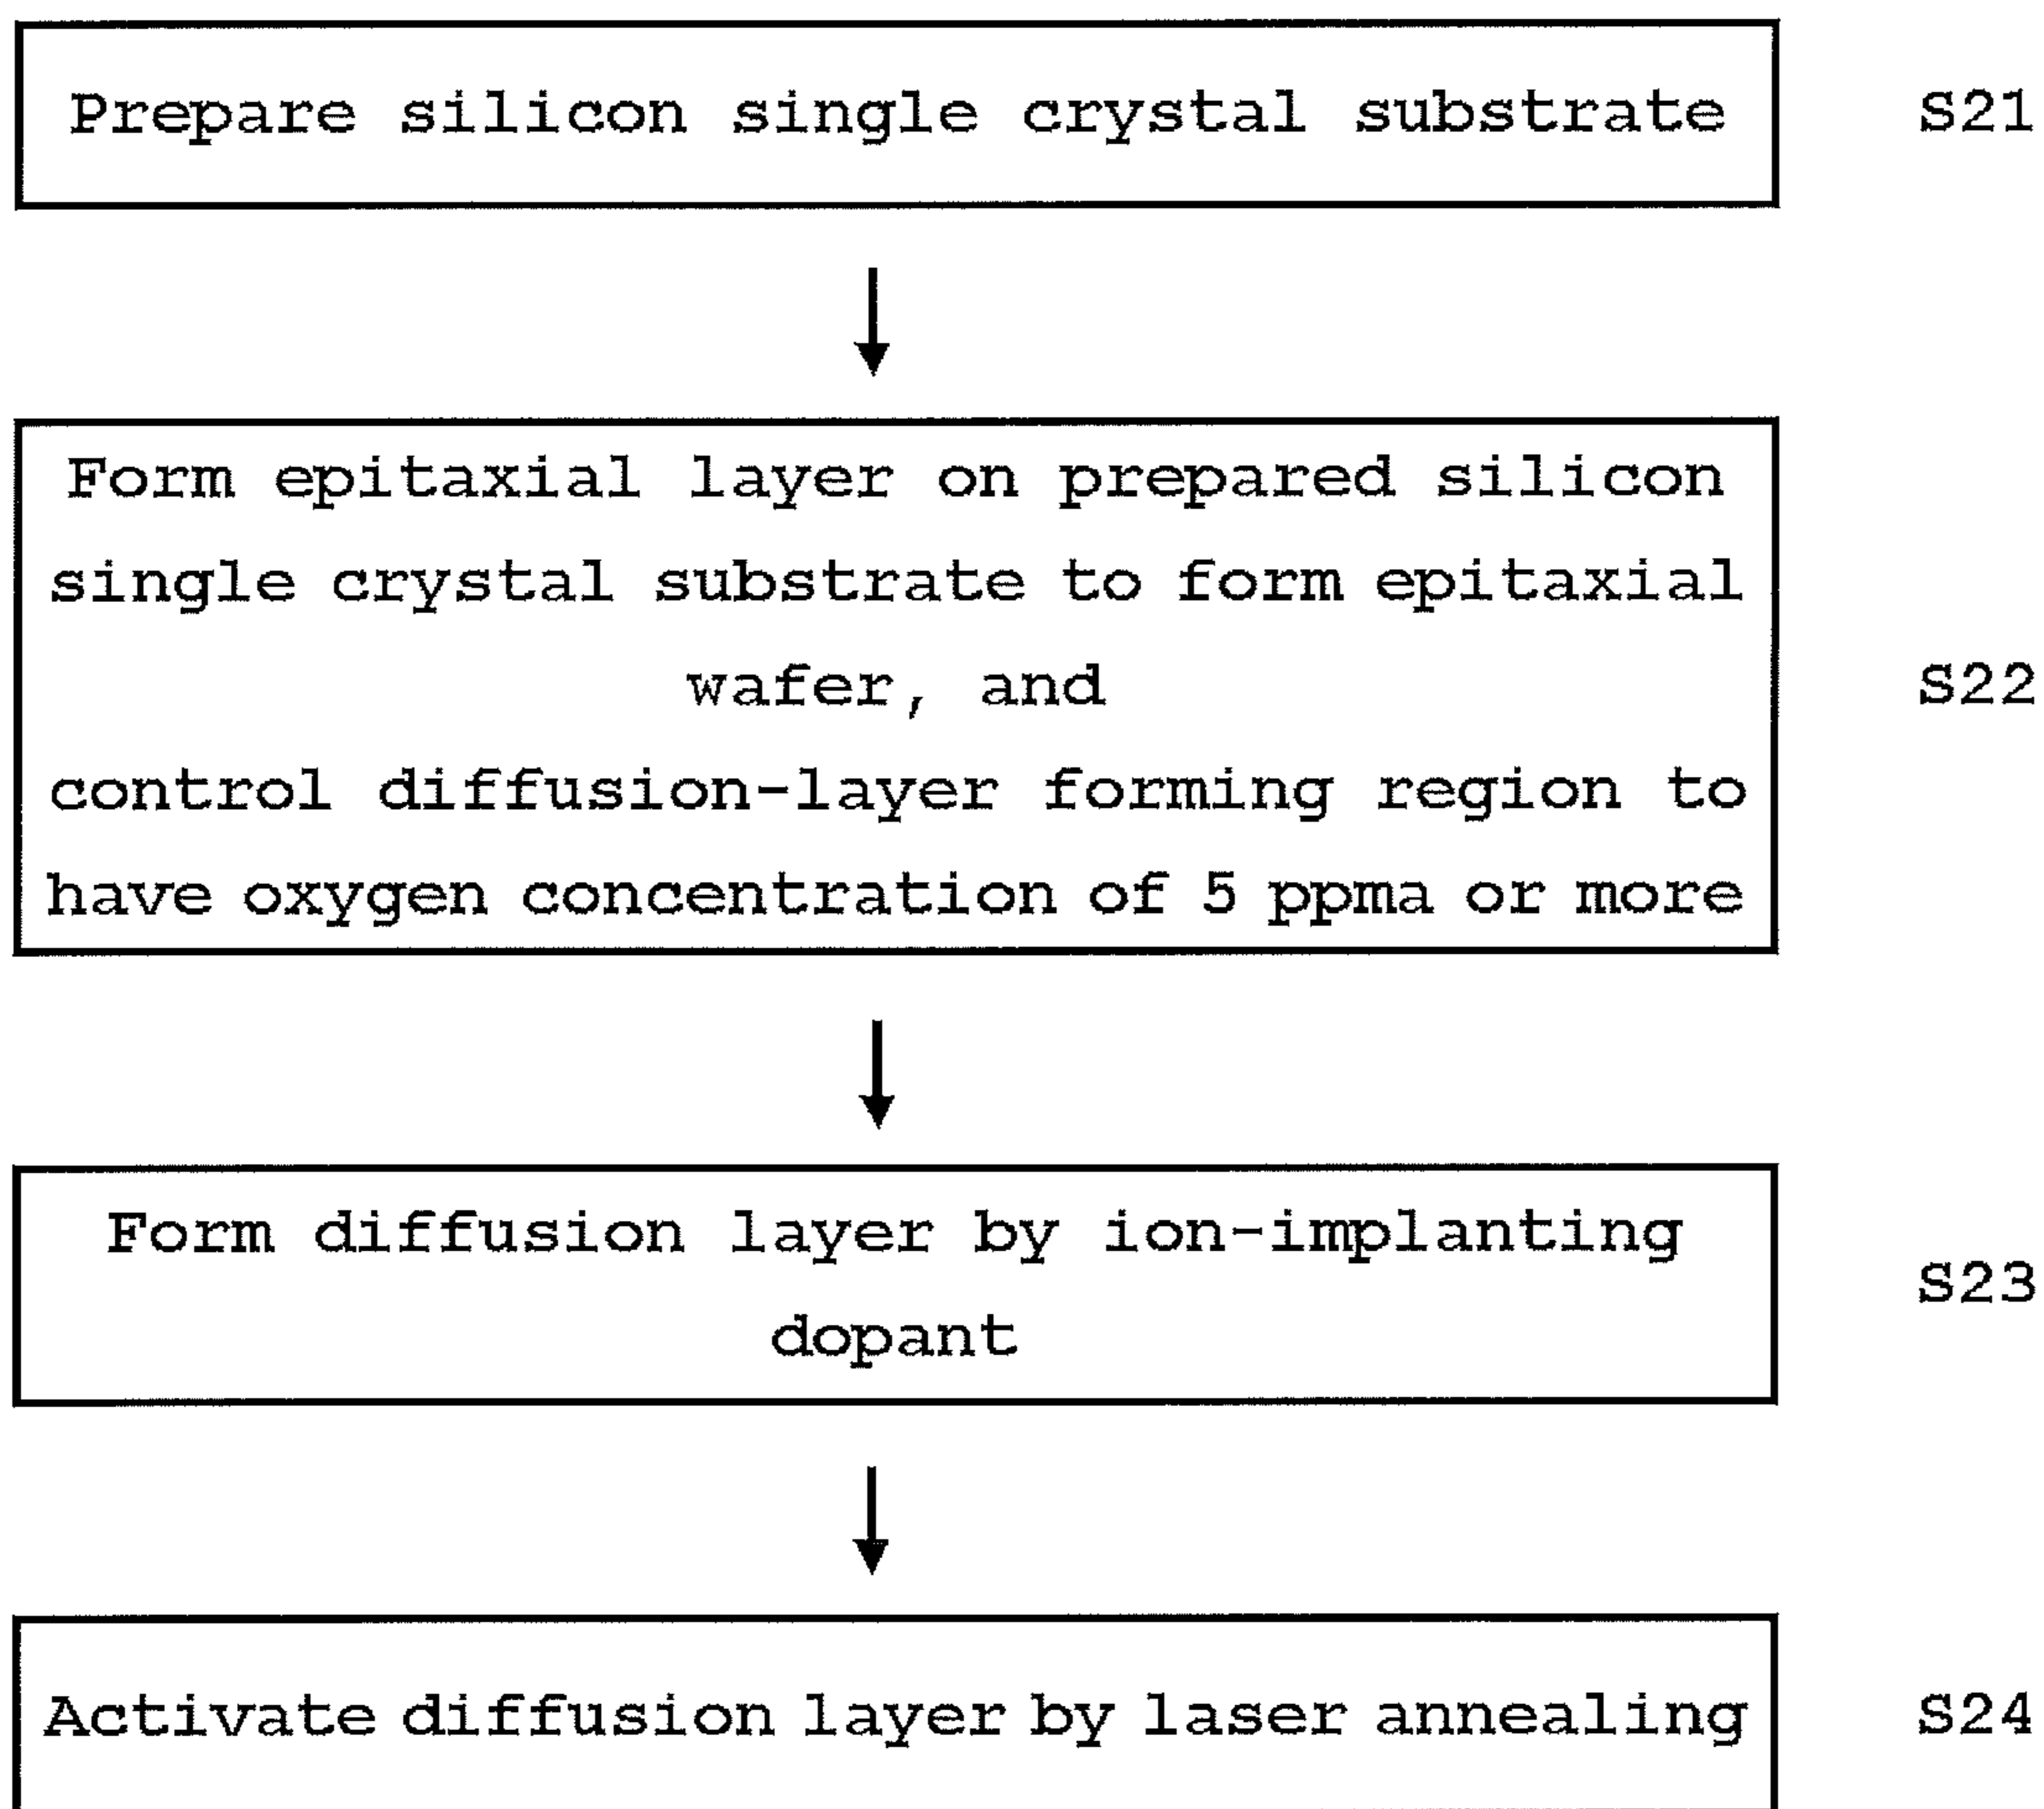 Prepare silicon single crystal substrate
S21
Form epitaxial layer on prepared silicon
single crystal substrate to form epitaxial
wafer, and
control diffusion-layer forming region to
have oxygen concentration of 5 ppma or more
S22
Form diffusion layer by ion-implanting
dopant
S23
Activate diffusion layer by laser annealing
S24